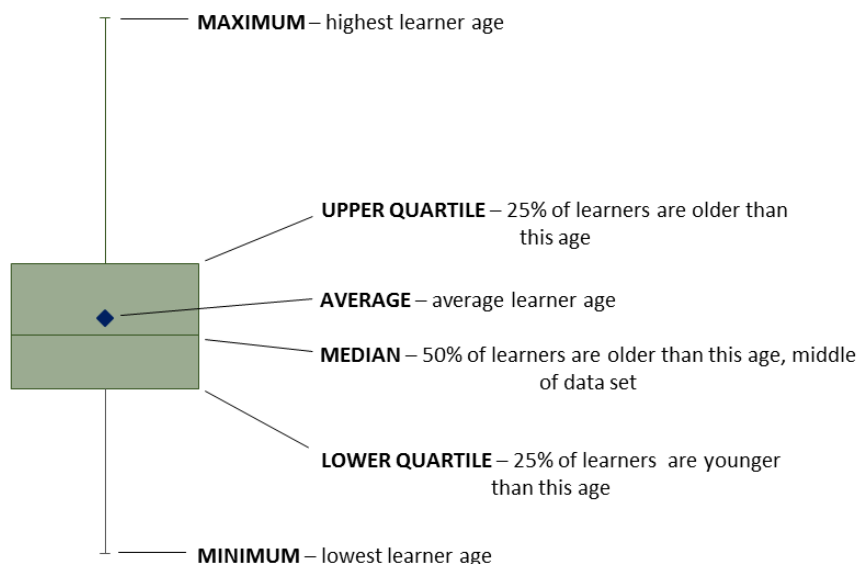 MAXIMUM – highest learner age
UPPER QUARTILE – 25% of learners are older than
this age
AVERAGE – average learner age
MEDIAN – 50% of learners are older than this age, middle
of data set
LOWER QUARTILE – 25% of learners are younger
than this age
MINIMUM – lowest learner age